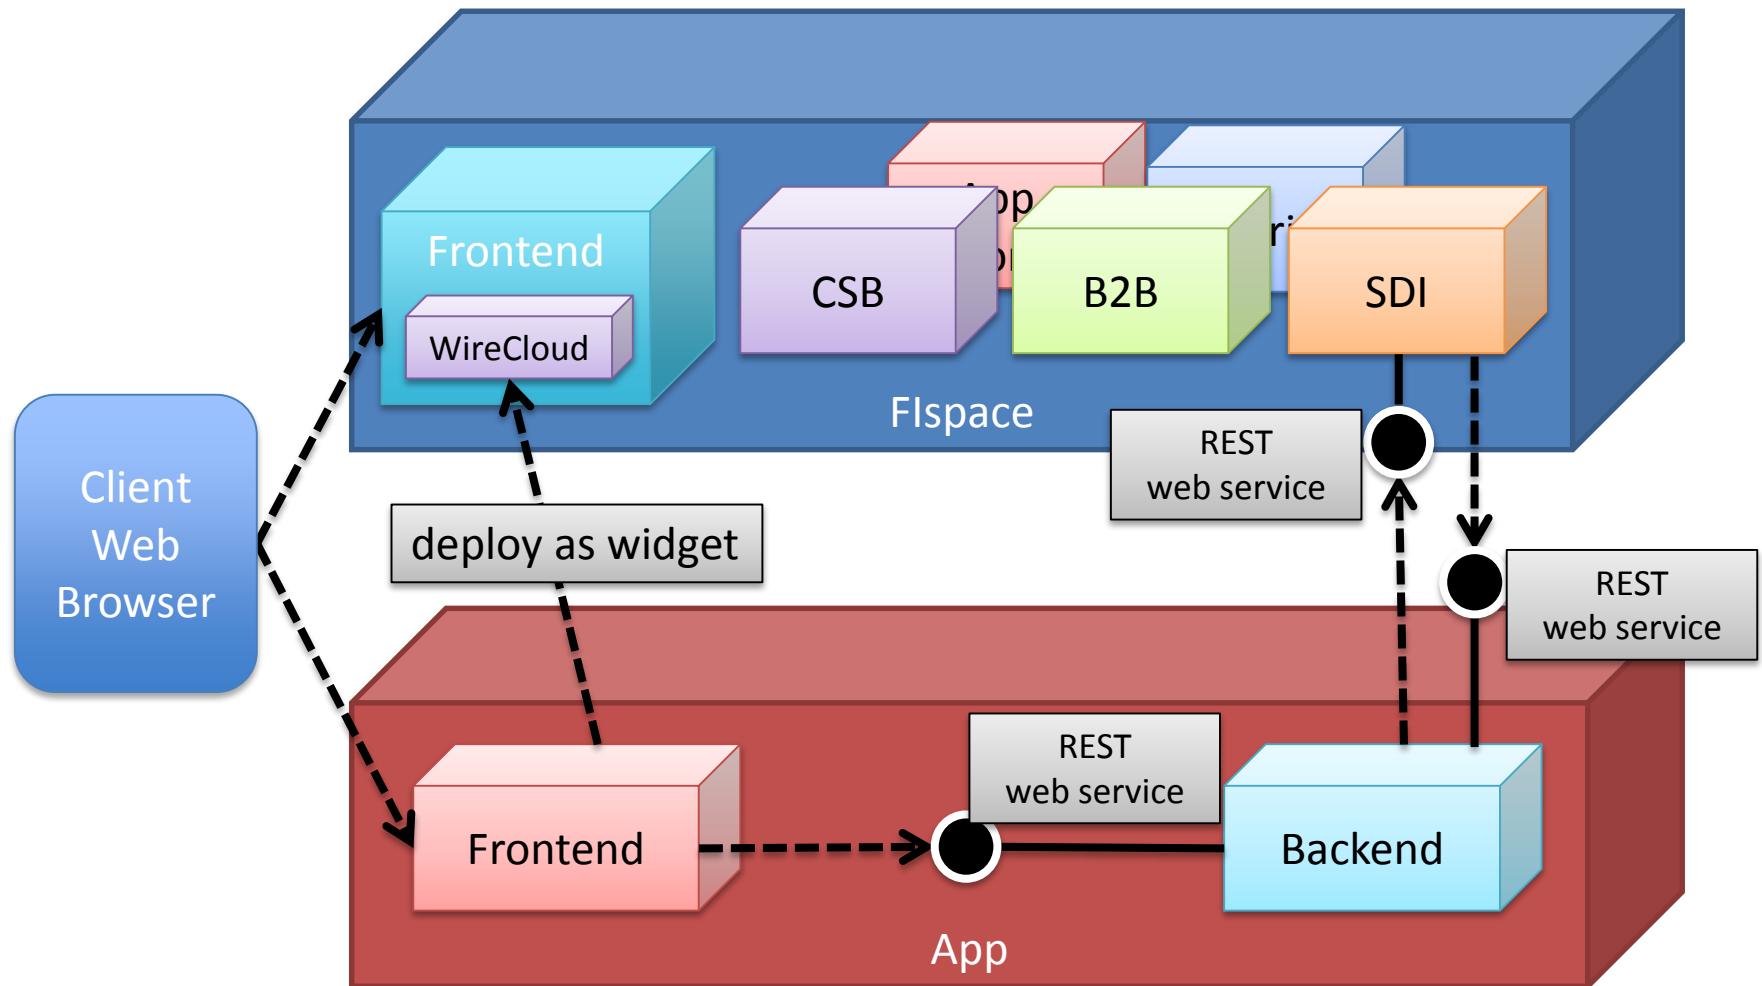 App
Frontend
CSB
B2B
SDI
WireCloud
FIspace
REST
web service
Client
Web
Browser
deploy as widget
REST
web service
REST
web service
Frontend
Backend
App